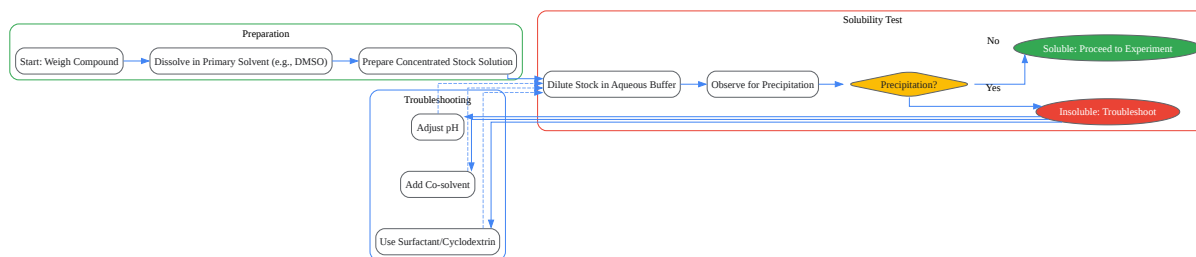 Preparation
Start: Weigh Compound
Dissolve in Primary Solvent (e.g., DMSO)
Prepare Concentrated Stock Solution
Solubility Test
Dilute Stock in Aqueous Buffer
Observe for Precipitation
Precipitation?
No
Soluble: Proceed to Experiment
Yes
Insoluble: Troubleshoot
Troubleshooting
Adjust pH
Add Co-solvent
Use Surfactant/Cyclodextrin